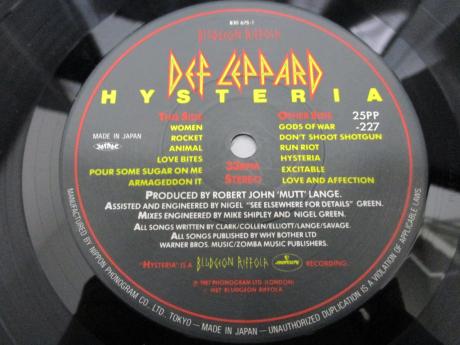 830 675-1
BLUDGEON RIFFOLA
DEF LEPPARD
HYSTERIA
THIS SIDE
WOMEN
ROCKET
ANIMAL
LOVE BITES
POUR SOME SUGAR ON ME
ARMAGEDDON IT
OTHER SIDE
GODS OF WAR
DON'T SHOOT SHOTGUN
RUN RIOT
HYSTERIA
EXCITABLE
LOVE AND AFFECTION
25PP
-227
MADE IN JAPAN
33RPM
STEREO
PRODUCED BY ROBERT JOHN 'MUTT' LANGE.
ASSISTED AND ENGINEERED BY NIGEL "SEE ELSEWHERE FOR DETAILS" GREEN.
MIXES ENGINEERED BY MIKE SHIPLEY AND NIGEL GREEN.
ALL SONGS WRITTEN BY CLARK/COLLEN/ELLIOTT/LANGE/SAVAGE.
ALL SONGS PUBLISHED BY WHY BOTHER LTD
WARNER BROS. MUSIC/ZOMBA MUSIC PUBLISHERS.
"HYSTERIA" IS A BLUDGEON RIFFOLA mercury RECORDING.
℗ 1987 PHONOGRAM LTD. (LONDON)
©1987 BLUDGEON RIFFOLA
MANUFACTURED BY NIPPON PHONOGRAM CO. LTD., TOKYO – MADE IN JAPAN – UNAUTHORIZED DUPLICATION IS A VIOLATION OF APPLICABLE LAWS